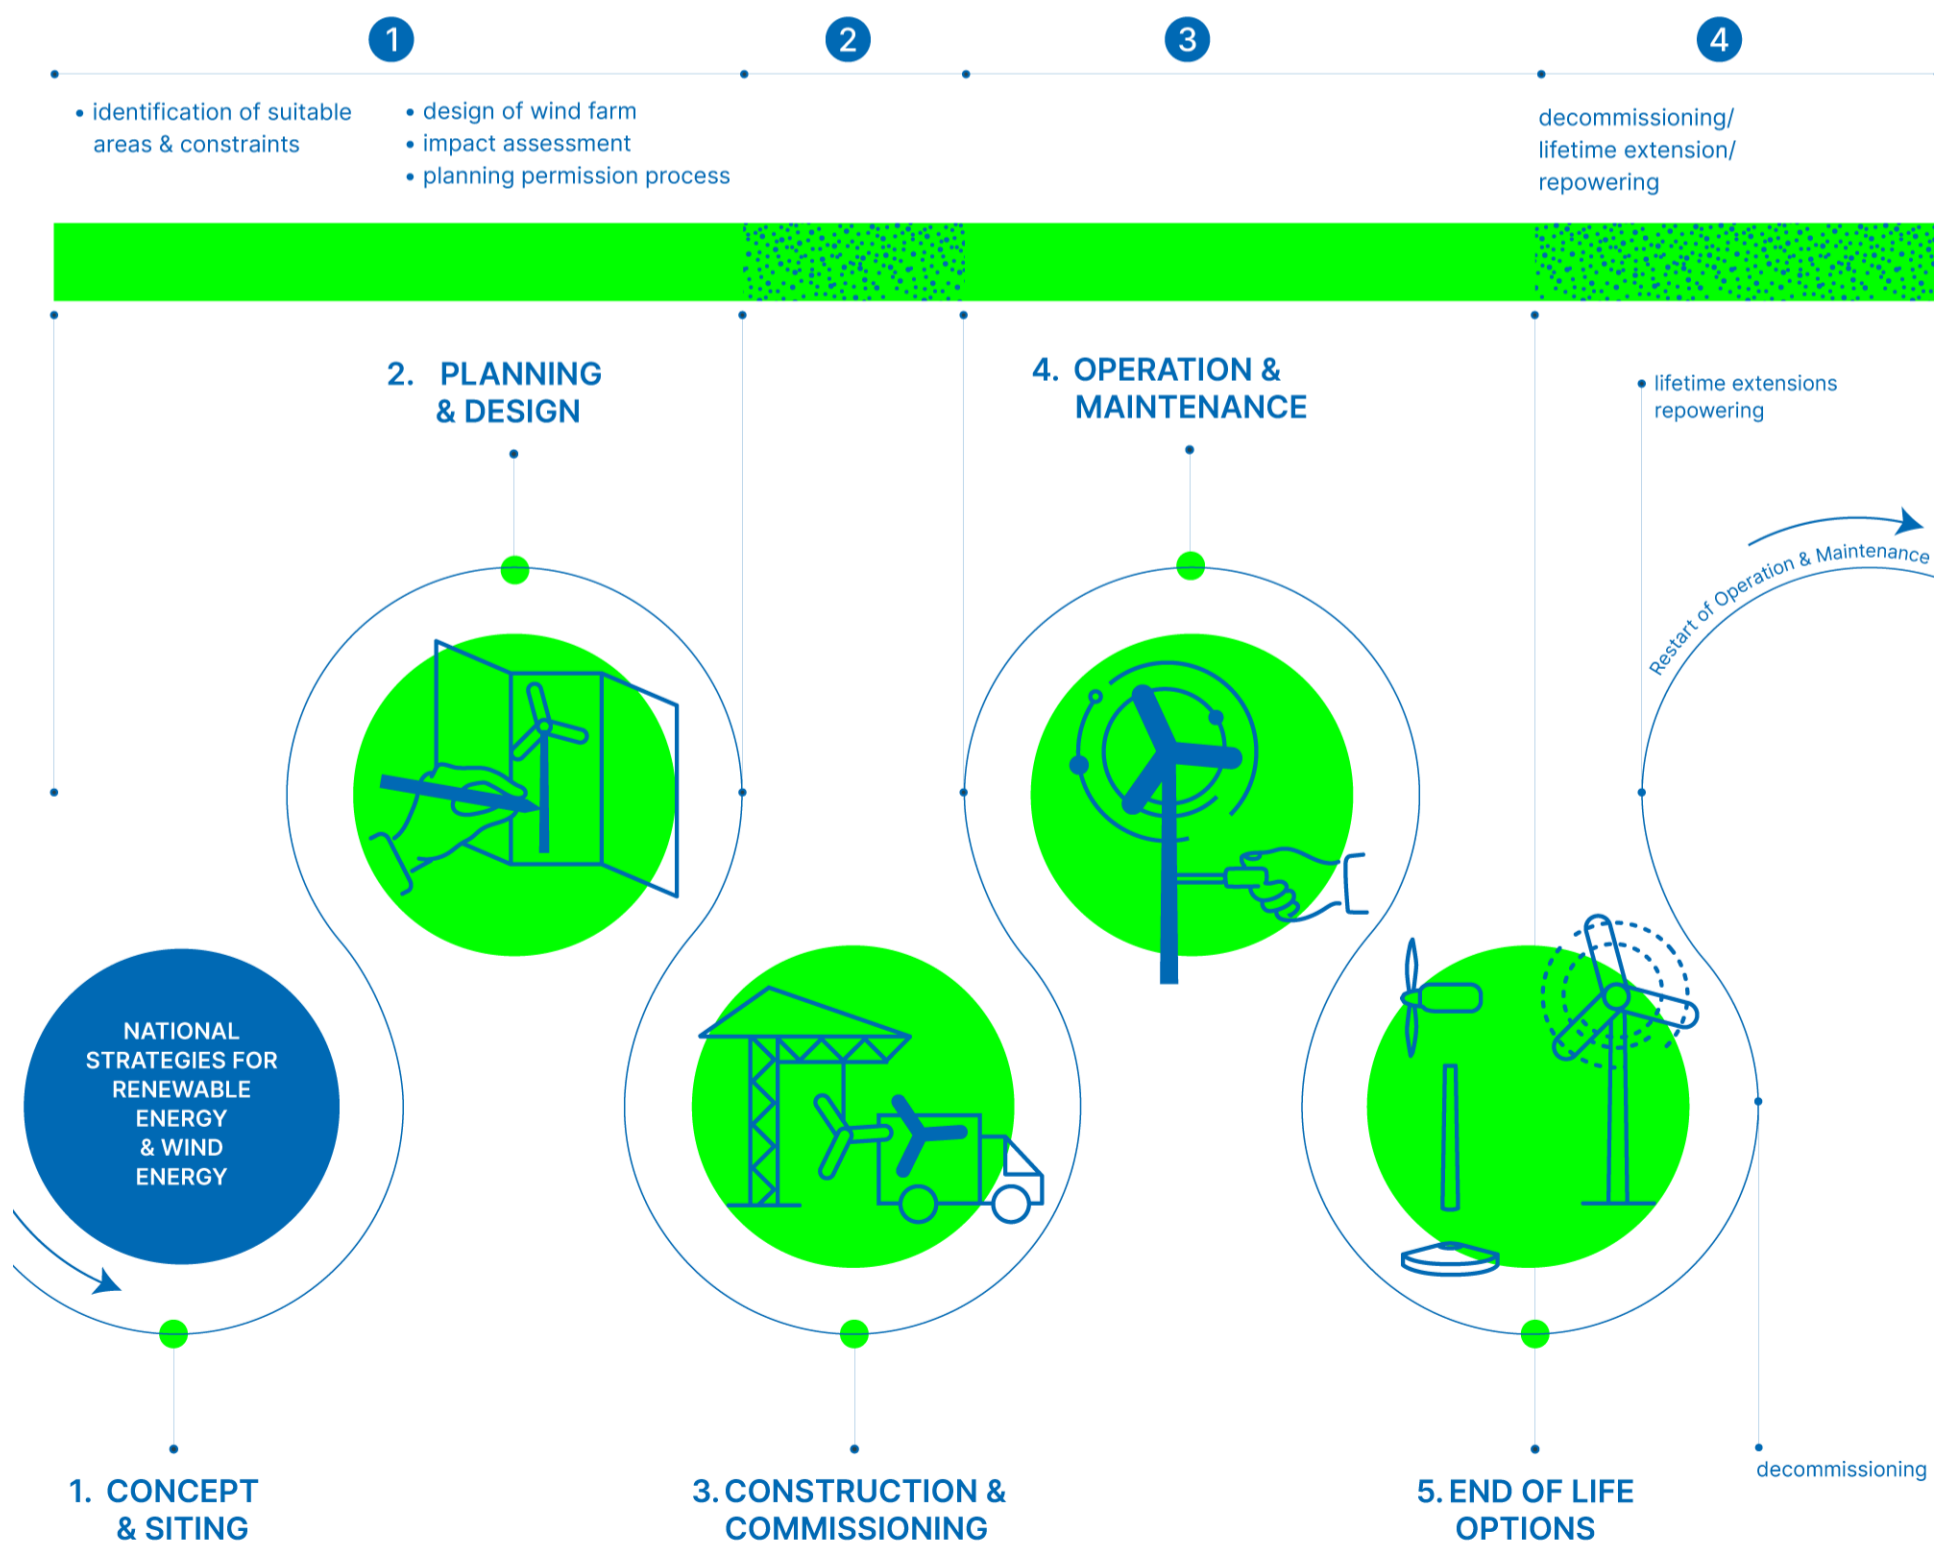 1
2
3
4
• identification of suitable
areas & constraints
• design of wind farm
• impact assessment
• planning permission process
decommissioning/
lifetime extension/
repowering
2. PLANNING
& DESIGN
4. OPERATION &
MAINTENANCE
lifetime extensions
repowering
Restart of Operation & Maintenance
NATIONAL
STRATEGIES FOR
RENEWABLE
ENERGY
& WIND
ENERGY
1. CONCEPT
& SITING
3. CONSTRUCTION &
COMMISSIONING
5. END OF LIFE
OPTIONS
decommissioning